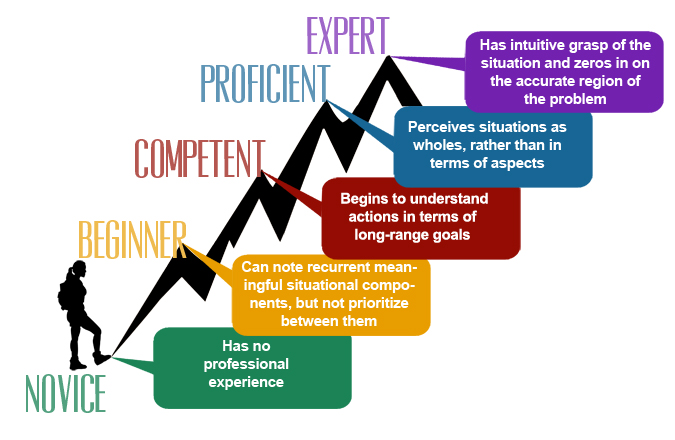 EXPERT
Has intuitive grasp of the
situation and zeros in on
the accurate region of
the problem
PROFICIENT
Perceives situations as
wholes, rather than in
terms of aspects
COMPETENT
Begins to understand
actions in terms of
long-range goals
BEGINNER
Can note recurrent mean-
ingful situational compo-
nents, but not prioritize
between them
NOVICE
Has no
professional
experience